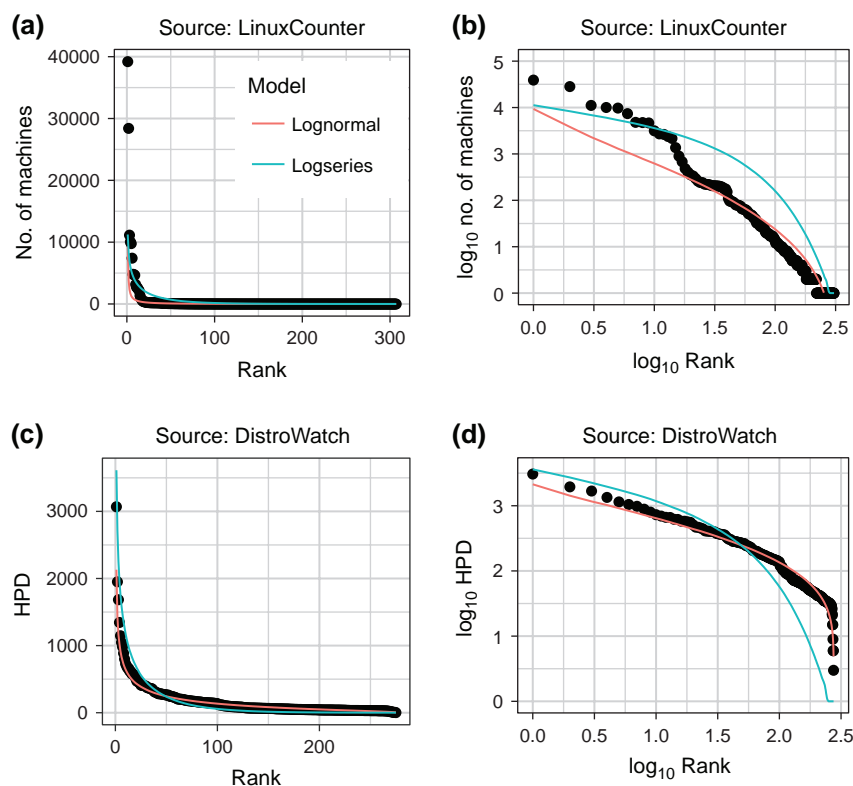 (a)
Source: LinuxCounter
No. of machines
40000
30000
20000
10000
0
Model
Lognormal
Logseries
0 100 200 300
Rank
(b)
Source: LinuxCounter
log10 no. of machines
5
4
3
2
1
0
0.0 0.5 1.0 1.5 2.0 2.5
log10 Rank
(c)
Source: DistroWatch
HPD
3000
2000
1000
0
0 100 200
Rank
(d)
Source: DistroWatch
log10 HPD
3
2
1
0
0.0 0.5 1.0 1.5 2.0 2.5
log10 Rank